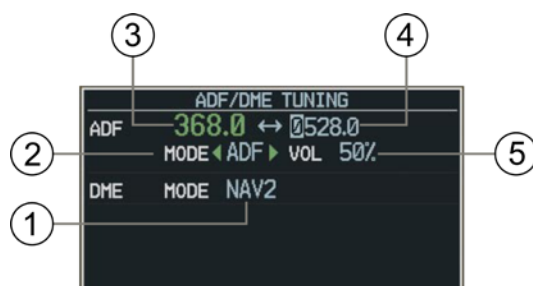 3 4
ADF/DME TUNING
ADF 368.0 ↔ 0528.0
2 MODE ADF VOL 50% 5
DME MODE NAV2
1